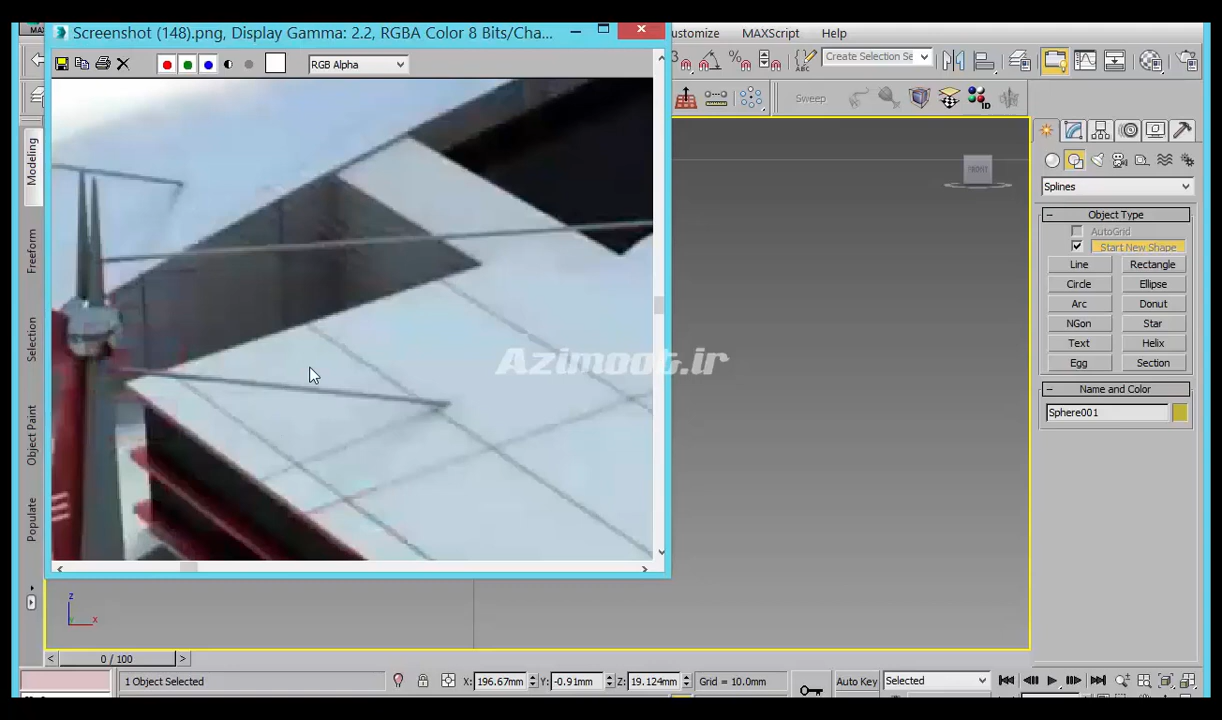 Screenshot (148).png, Display Gamma: 2.2, RGBA Color 8 Bits/Cha...
ustomize MAXScript Help
RGB Alpha
Create Selection Se
Sweep
Modeling
Freeform
Selection
Object Paint
Populate
FRONT
Splines
Object Type
AutoGrid
Start New Shape
Line Rectangle
Circle Ellipse
Arc Donut
NGon Star
Text Helix
Egg Section
Name and Color
Sphere001
Azimoot.ir
z
x
0 / 100
1 Object Selected
X: 196.67mm Y: -0.91mm Z: 19.124mm Grid = 10.0mm
Auto Key Selected